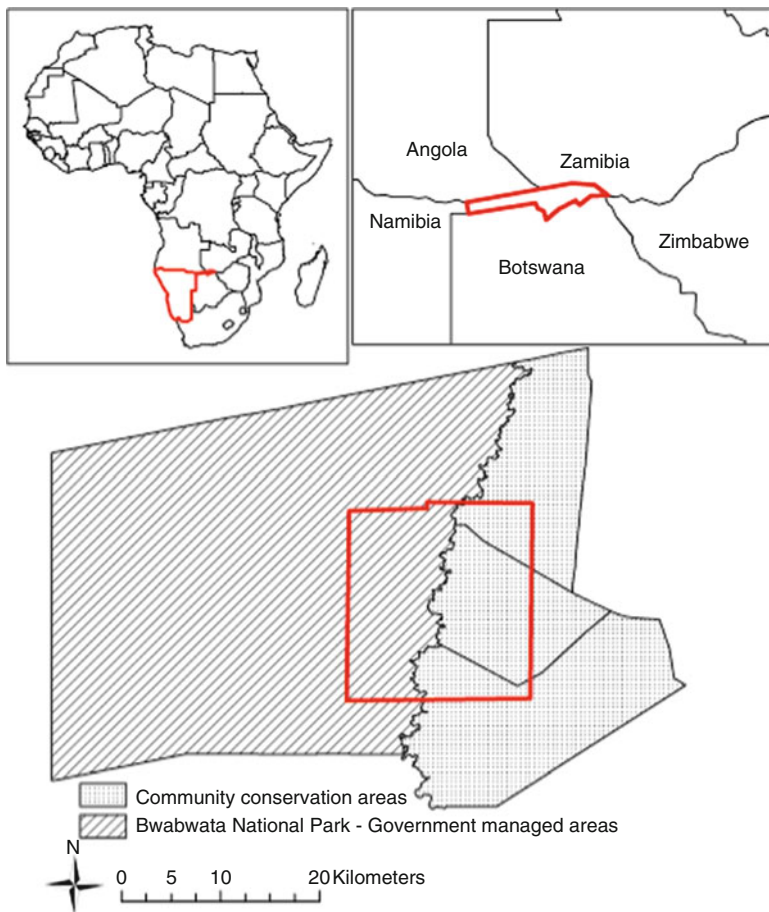 Angola
Zamibia
Namibia
Zimbabwe
Botswana
Community conservation areas
Bwabwata National Park - Government managed areas
N
0 5 10 20 Kilometers